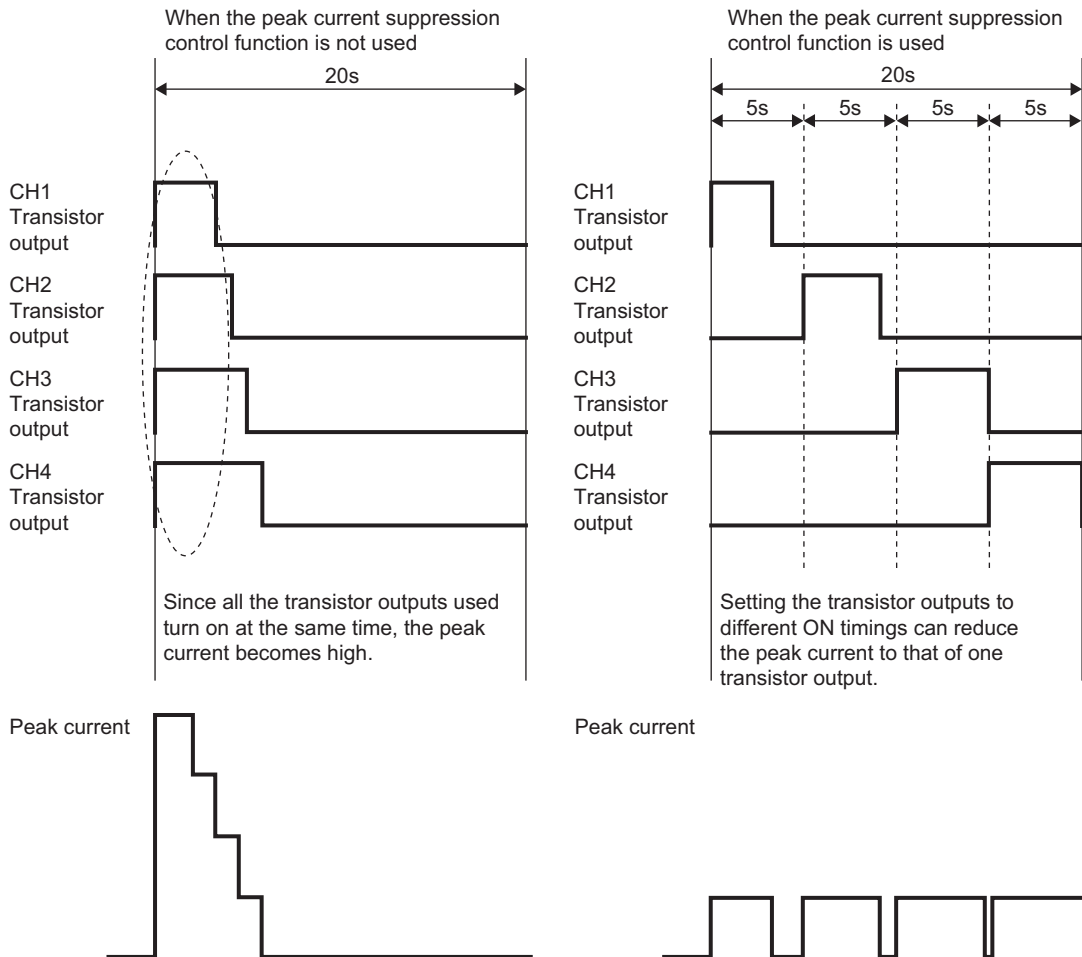 When the peak current suppression
control function is not used
20s
CH1
Transistor
output
CH2
Transistor
output
CH3
Transistor
output
CH4
Transistor
output
Since all the transistor outputs used
turn on at the same time, the peak
current becomes high.
Peak current
When the peak current suppression
control function is used
20s
5s 5s 5s 5s
CH1
Transistor
output
CH2
Transistor
output
CH3
Transistor
output
CH4
Transistor
output
Setting the transistor outputs to
different ON timings can reduce
the peak current to that of one
transistor output.
Peak current